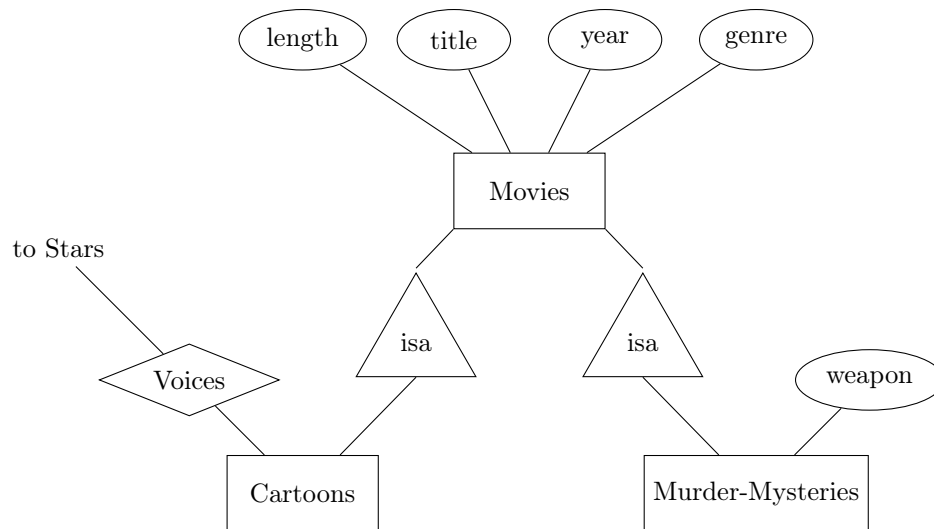 length
title
year
genre
Movies
to Stars
isa
isa
Voices
weapon
Cartoons
Murder-Mysteries